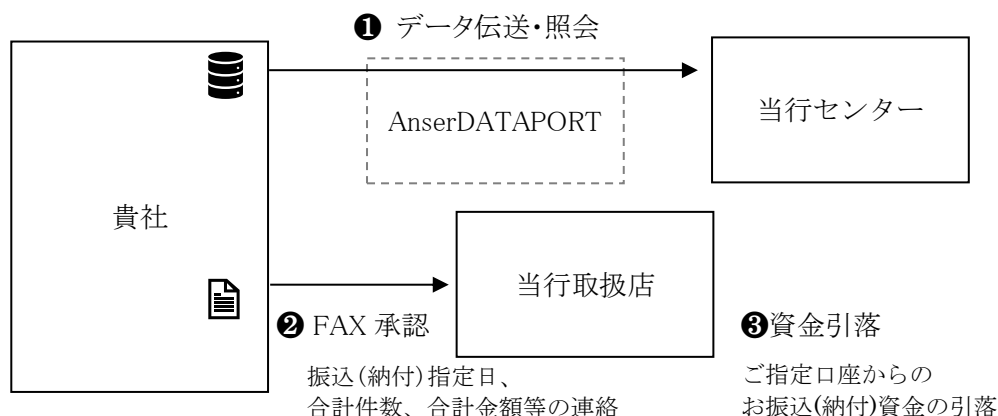 ❶ データ伝送・照会
AnserDATAPORT
当行センター
貴社
当行取扱店
❷ FAX 承認
振込(納付)指定日、
合計件数、合計金額等の連絡
❸資金引落
ご指定口座からの
お振込(納付)資金の引落